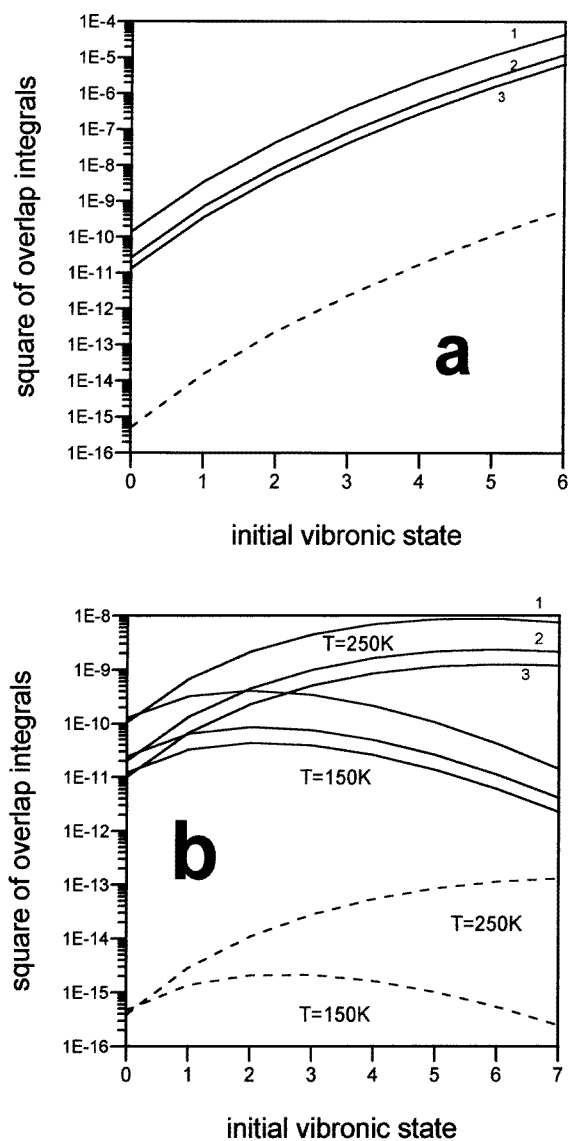 square of overlap integrals
1E-4
1E-5
1E-6
1E-7
1E-8
1E-9
1E-10
1E-11
1E-12
1E-13
1E-14
1E-15
1E-16
1
2
3
a
0 1 2 3 4 5 6
initial vibronic state
square of overlap integrals
1E-8
1E-9
1E-10
1E-11
1E-12
1E-13
1E-14
1E-15
1E-16
1
T=250K
2
3
T=150K
b
T=250K
T=150K
0 1 2 3 4 5 6 7
initial vibronic state